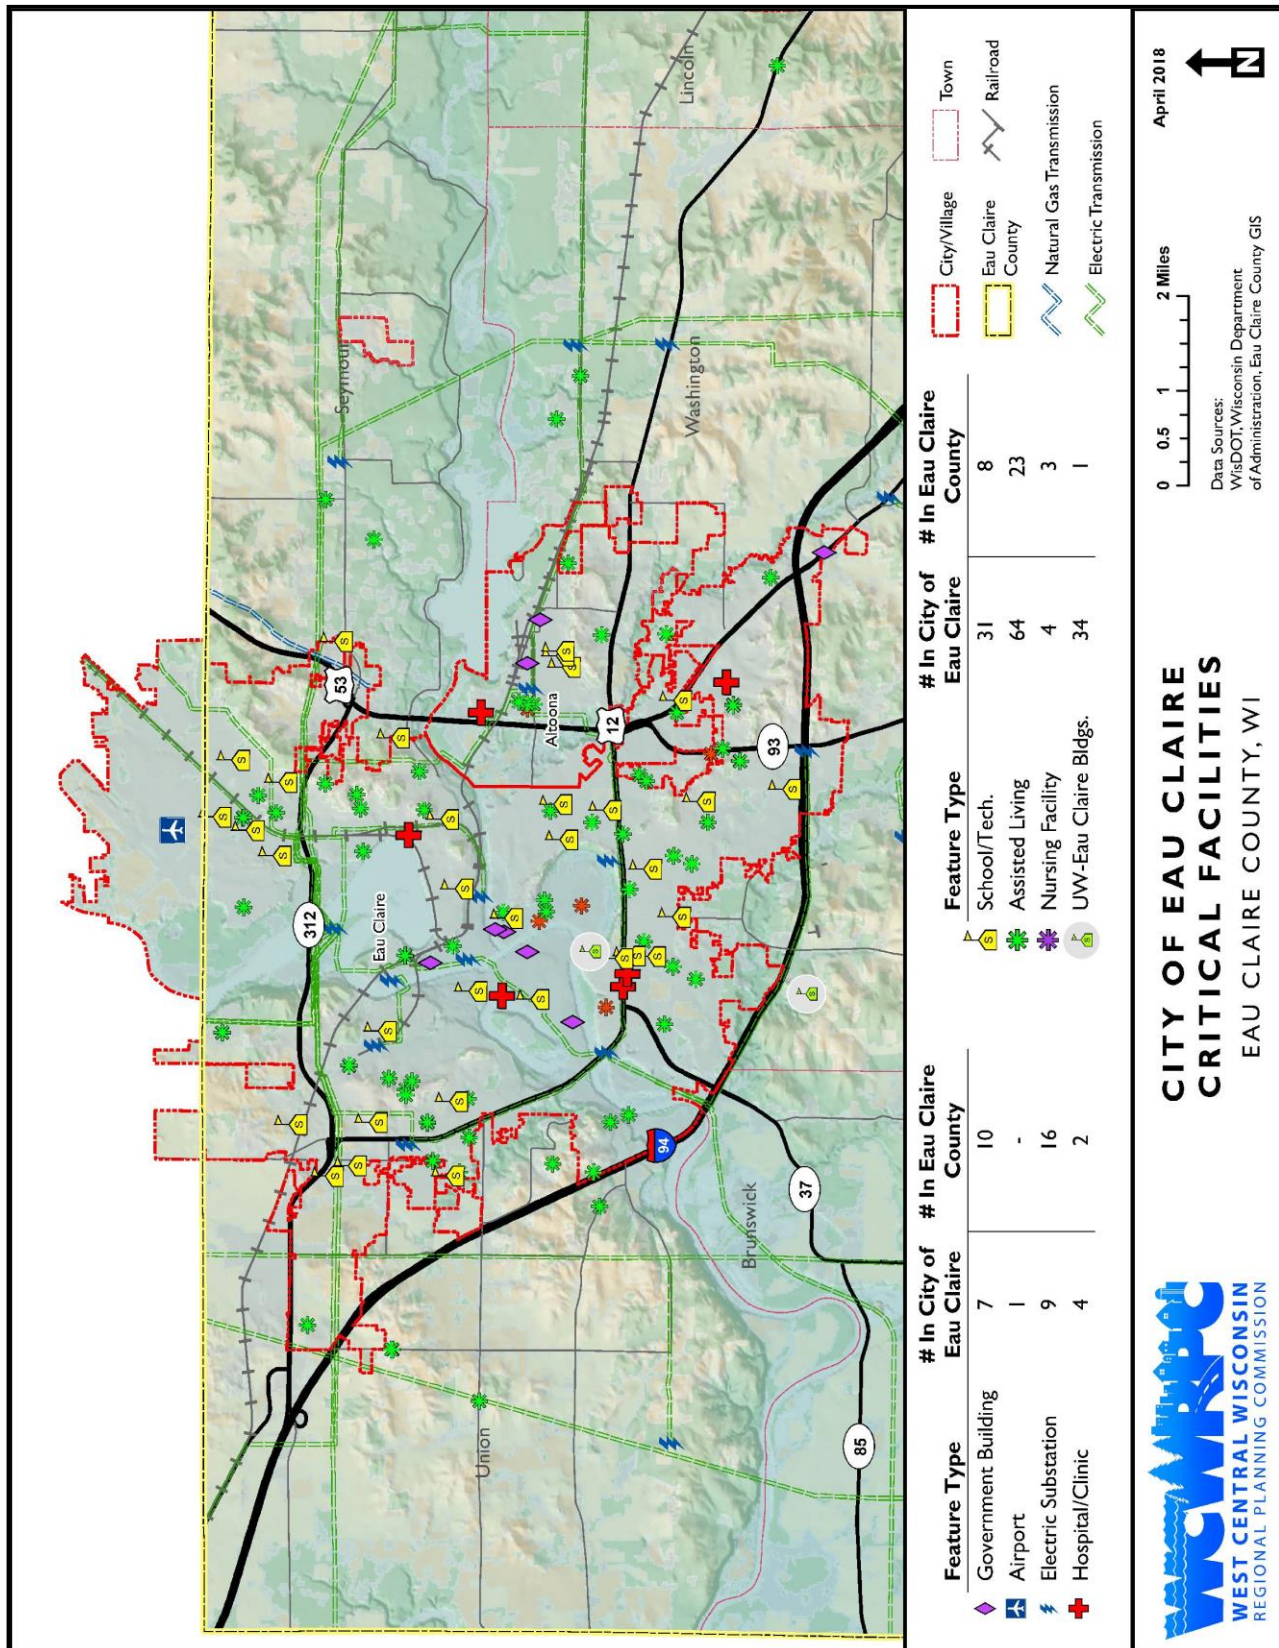 Seymour
Lincoln
Washington
Union
Brunswick
Eau Claire
Altoona
312
53
12
93
94
37
85
Feature Type
# In City of
Eau Claire
# In Eau Claire
County
Government Building 7 10
Airport 1 -
Electric Substation 9 16
Hospital/Clinic 4 2
Feature Type
# In City of
Eau Claire
# In Eau Claire
County
School/Tech. 31 8
Assisted Living 64 23
Nursing Facility 4 3
UW-Eau Claire Bldgs. 34 1
City/Village
Town
Eau Claire
County
Railroad
Natural Gas Transmission
Electric Transmission
WCWRPC
WEST CENTRAL WISCONSIN
REGIONAL PLANNING COMMISSION
CITY OF EAU CLAIRE
CRITICAL FACILITIES
EAU CLAIRE COUNTY, WI
0 0.5 1 2 Miles
Data Sources:
WisDOT, Wisconsin Department
of Administration, Eau Claire County GIS
April 2018
N